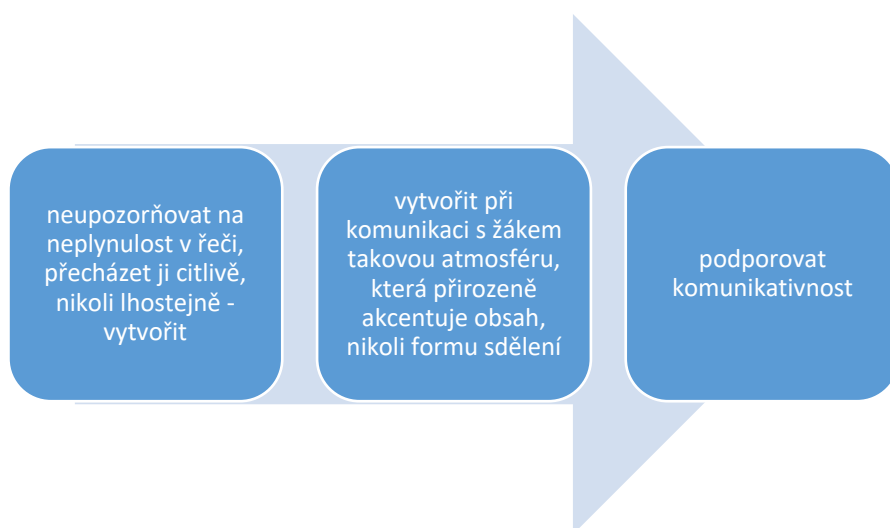 neupozorňovat na
neplynulost v řeči,
přecházet ji citlivě,
nikoli lhostejně -
vytvořit
vytvořit při
komunikaci s žákem
takovou atmosféru,
která přirozeně
akcentuje obsah,
nikoli formu sdělení
podporovat
komunikativnost